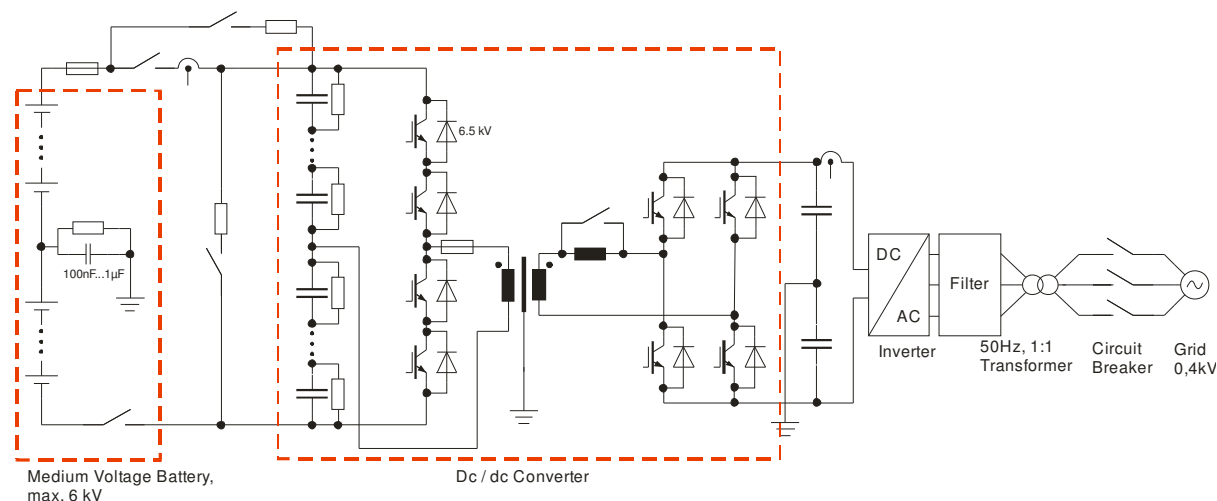 6.5 kV
100nF...1µF
DC
AC
Filter
Inverter
50Hz, 1:1
Transformer
Circuit
Breaker
Grid
0,4kV
Medium Voltage Battery,
max. 6 kV
Dc / dc Converter